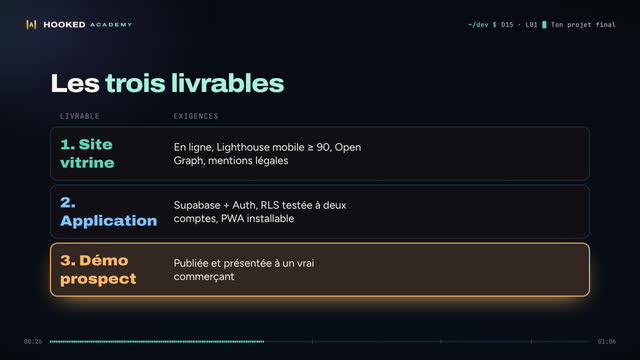 HOOKED ACADEMY
~/dev $ D15 · L01 Ton projet final
Les trois livrables
LIVRABLE EXIGENCES
1. Site
vitrine
En ligne, Lighthouse mobile ≥ 90, Open
Graph, mentions légales
2.
Application
Supabase + Auth, RLS testée à deux
comptes, PWA installable
3. Démo
prospect
Publiée et présentée à un vrai
commerçant
00:26 01:06